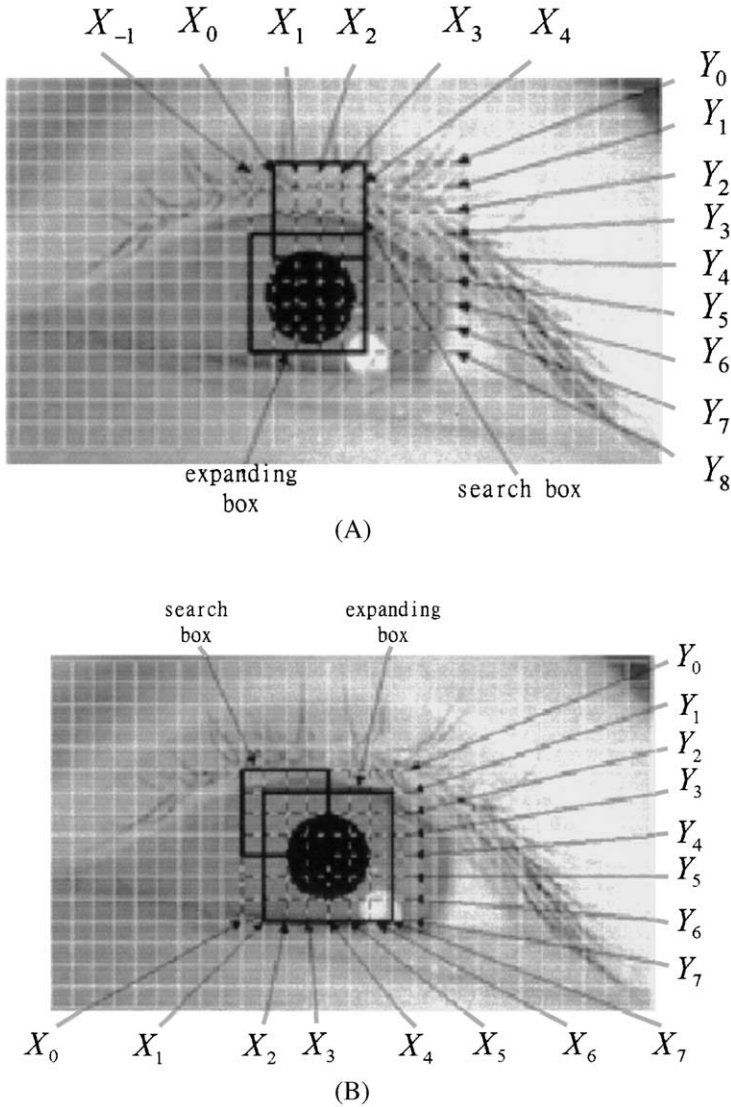 X₋₁ X₀ X₁ X₂ X₃ X₄
Y₀
Y₁
Y₂
Y₃
Y₄
Y₅
Y₆
Y₇
Y₈
expanding
box
search box
(A)
search
box
expanding
box
Y₀
Y₁
Y₂
Y₃
Y₄
Y₅
Y₆
Y₇
X₀ X₁ X₂ X₃ X₄ X₅ X₆ X₇
(B)